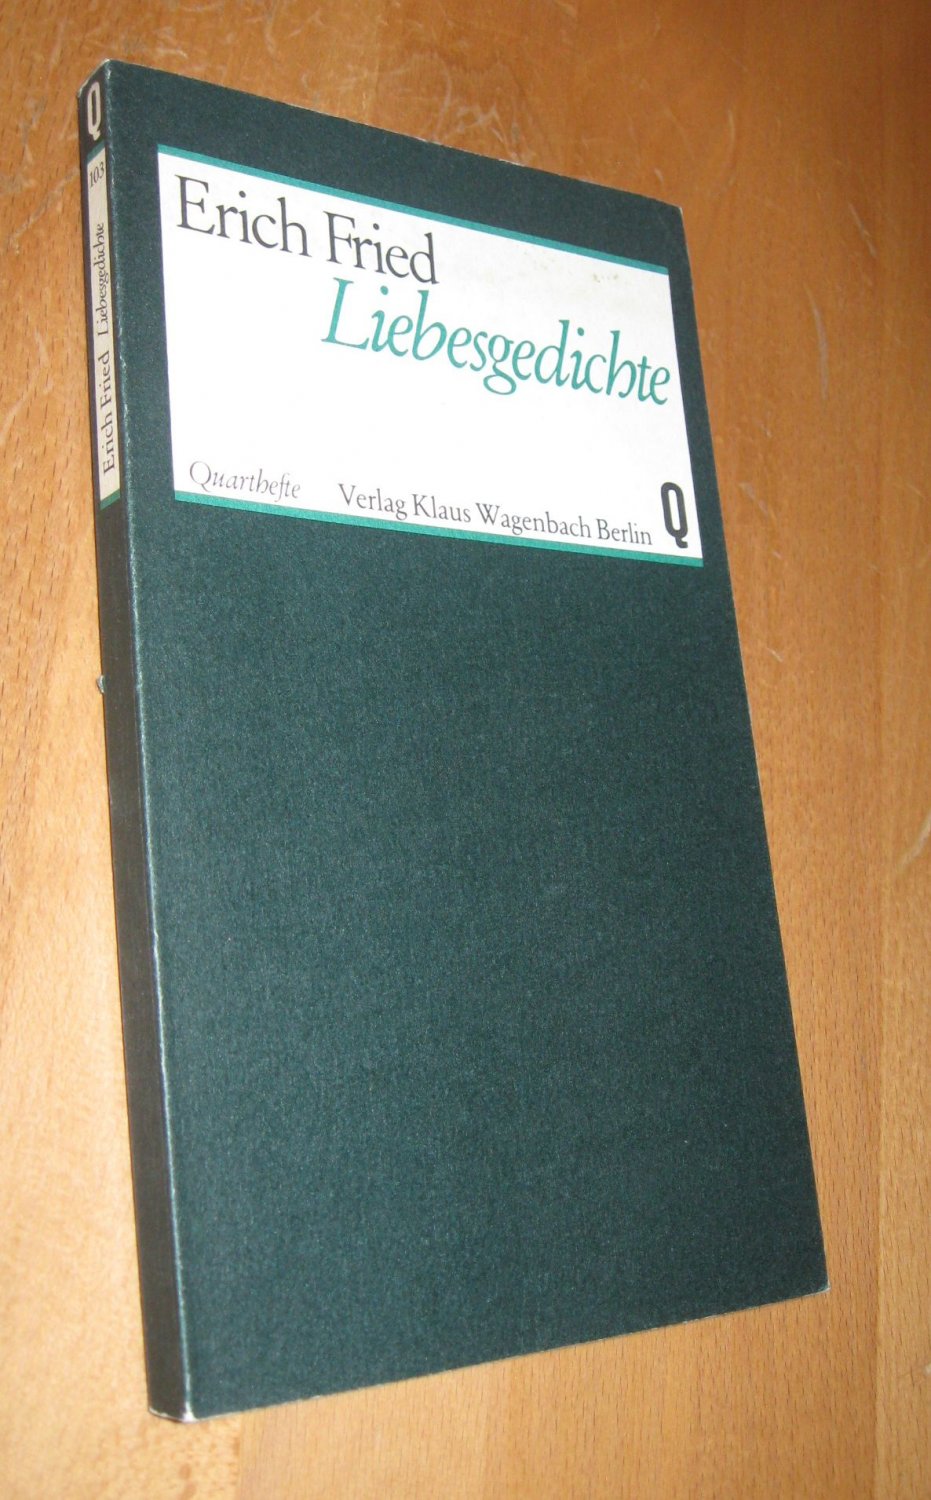 Erich Fried
Liebesgedichte
Quarthefte Verlag Klaus Wagenbach Berlin Q
Q
103
Erich Fried Liebesgedichte